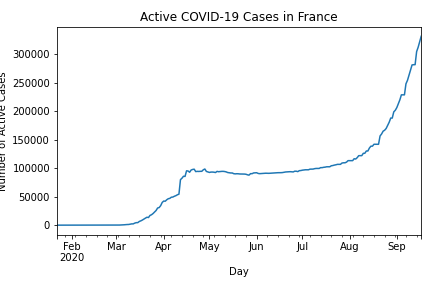 Active COVID-19 Cases in France
Number of Active Cases
300000
250000
200000
150000
100000
50000
0
Feb Mar Apr May Jun Jul Aug Sep
2020
Day